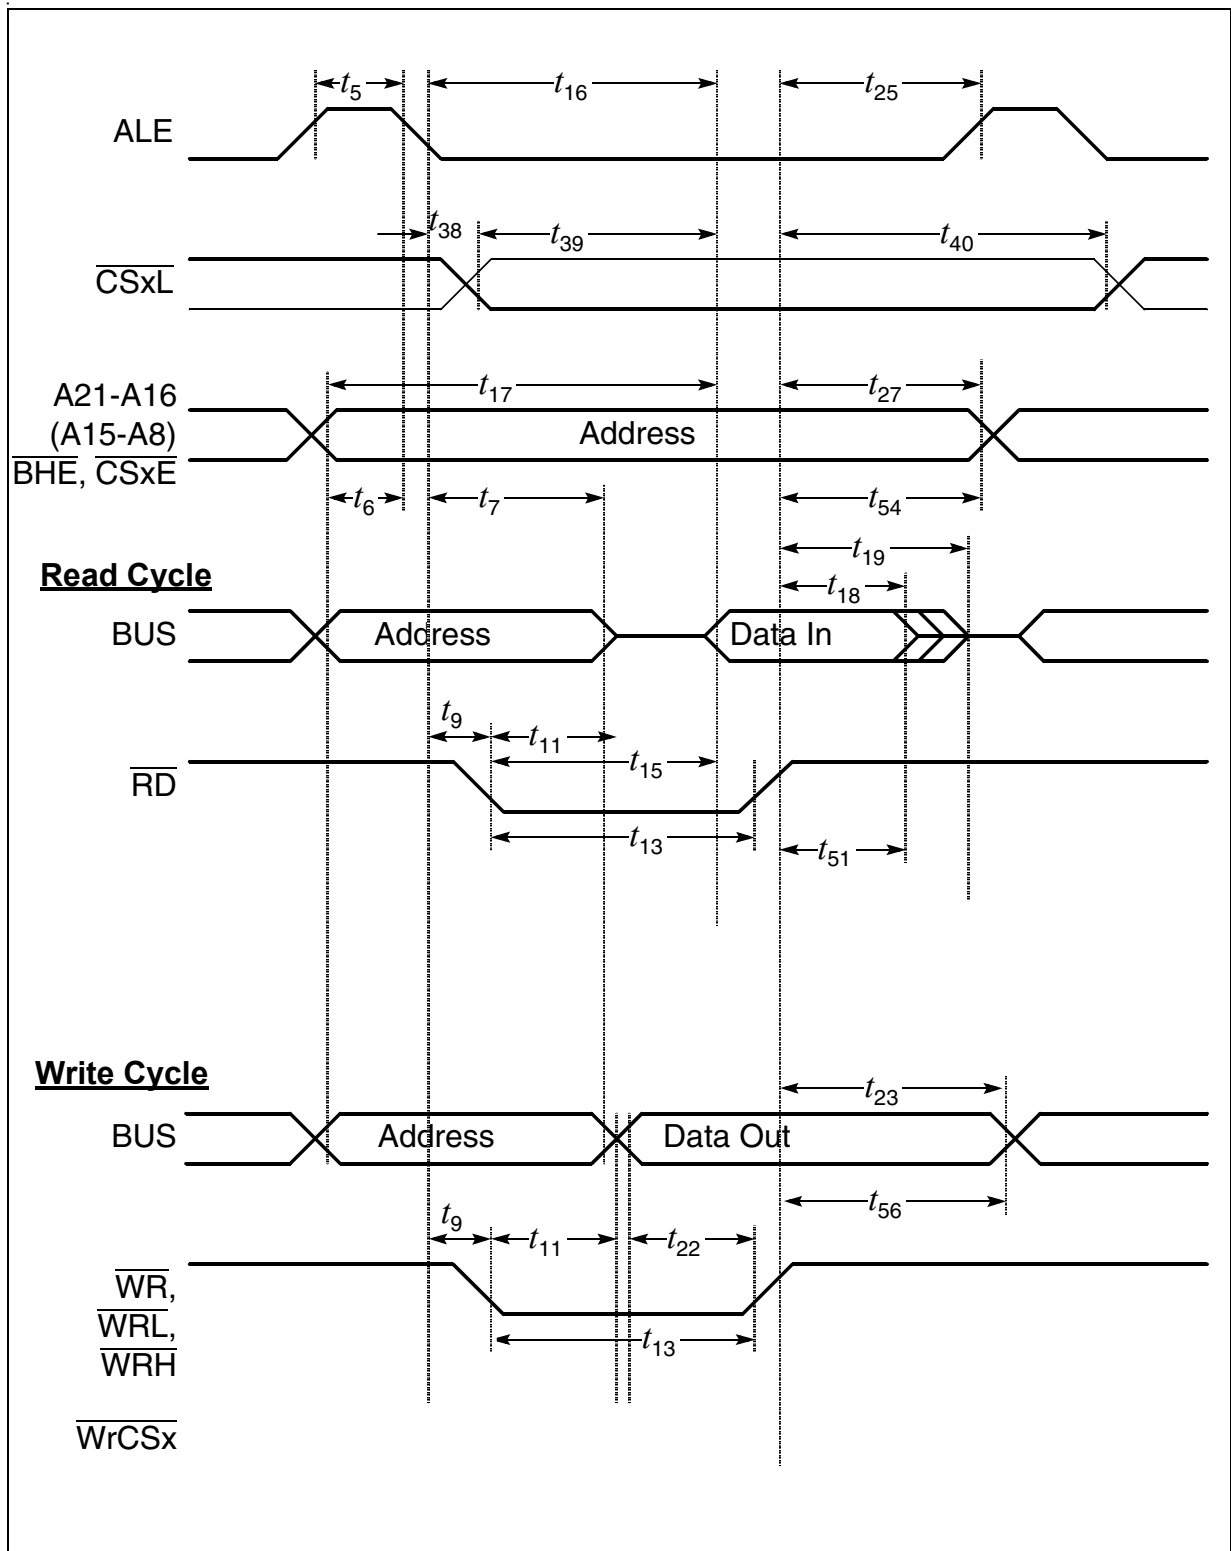 t5
t16
t25
ALE
t38
t39
t40
CSxL
t17
t27
A21-A16
(A15-A8)
BHE, CSxE
Address
t6
t7
t54
t19
Read Cycle
t18
BUS
Address
Data In
t9
t11
t15
RD
t13
t51
Write Cycle
t23
BUS
Address
Data Out
t56
t9
t11
t22
WR,
WRL,
WRH
t13
WrCSx